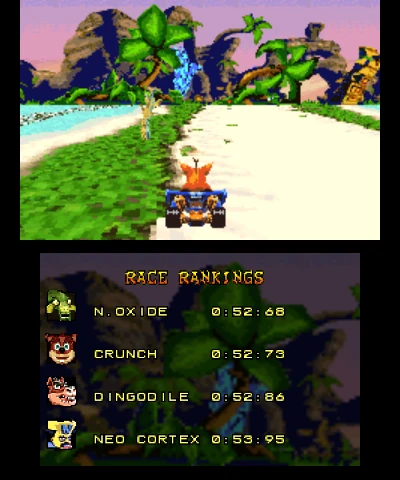 RACE RANKINGS
N.OXIDE 0:52:68
CRUNCH 0:52:73
DINGODILE 0:52:86
NEO CORTEX 0:53:95